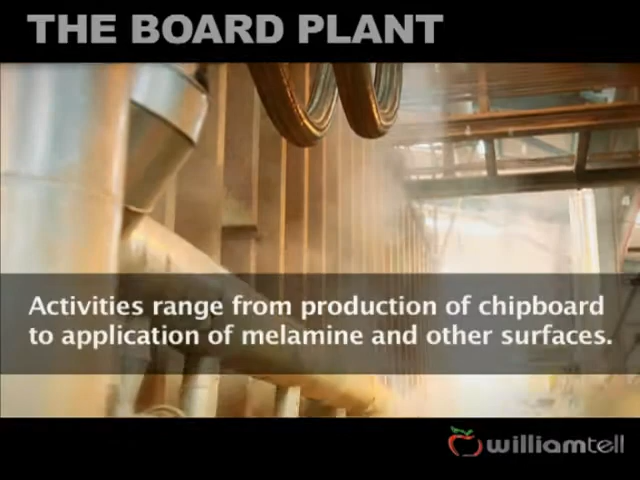 THE BOARD PLANT
Activities range from production of chipboard
to application of melamine and other surfaces.
williamtell